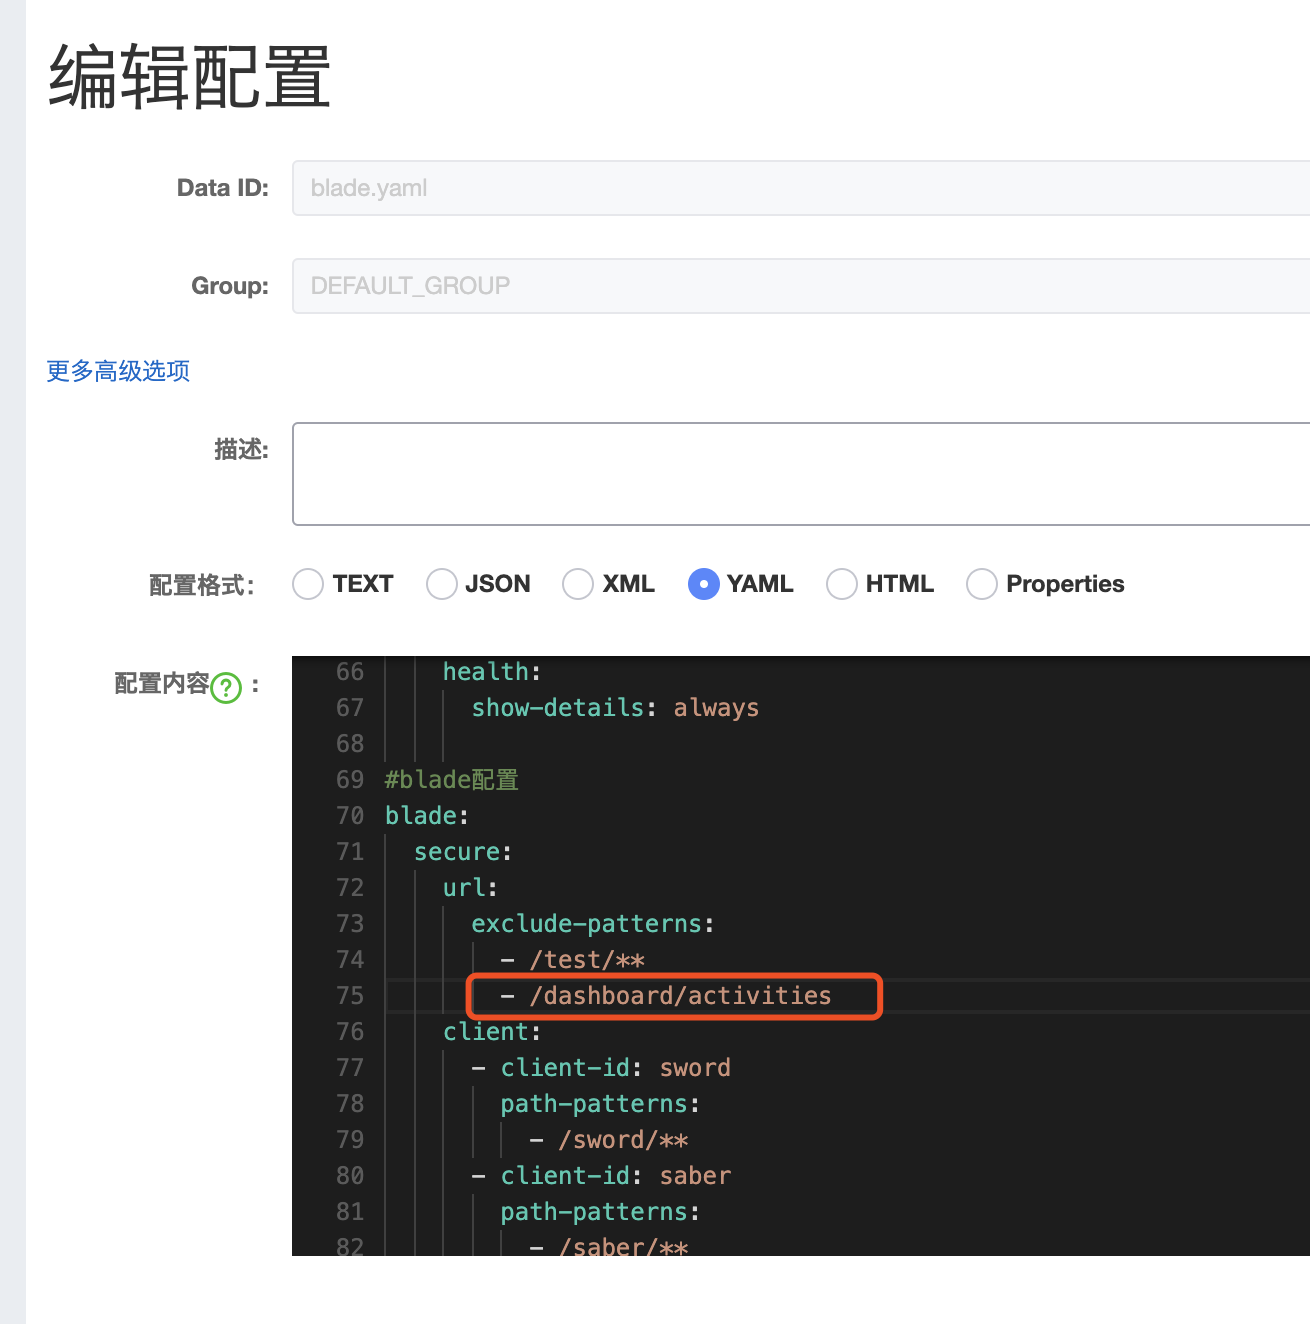 编辑配置
Data ID: blade.yaml
Group: DEFAULT_GROUP
更多高级选项
描述:
配置格式: TEXT JSON XML YAML HTML Properties
配置内容? :
66 health:
67 show-details: always
68
69 #blade配置
70 blade:
71 secure:
72 url:
73 exclude-patterns:
74 - /test/**
75 - /dashboard/activities
76 client:
77 - client-id: sword
78 path-patterns:
79 - /sword/**
80 - client-id: saber
81 path-patterns:
82 - /saber/**